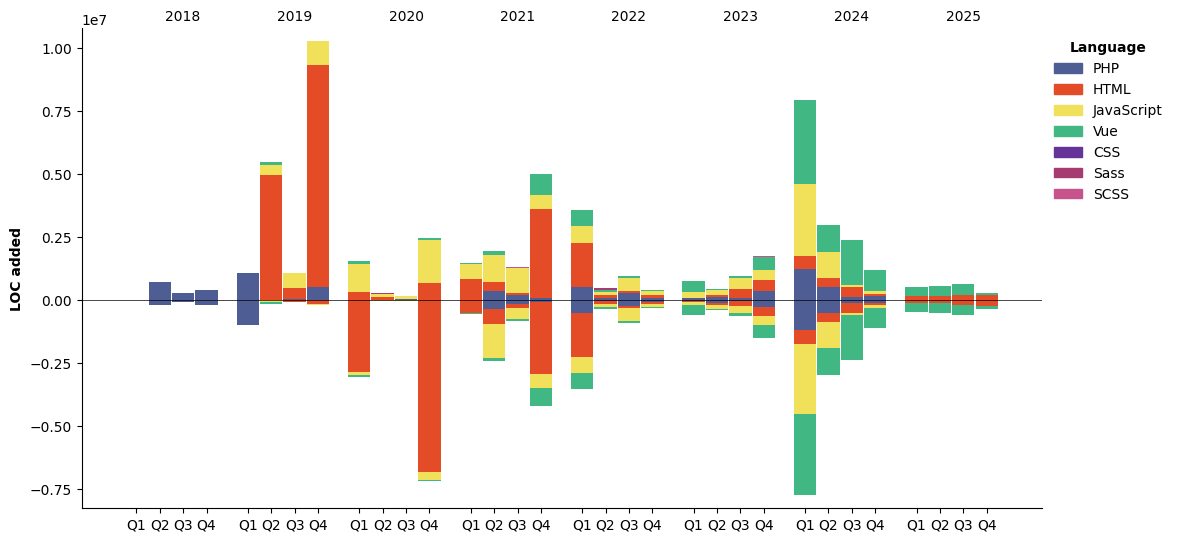 2018 2019 2020 2021 2022 2023 2024 2025
1e7
1.00
0.75
0.50
0.25
0.00
−0.25
−0.50
−0.75
LOC added
Q1 Q2 Q3 Q4 Q1 Q2 Q3 Q4 Q1 Q2 Q3 Q4 Q1 Q2 Q3 Q4 Q1 Q2 Q3 Q4 Q1 Q2 Q3 Q4 Q1 Q2 Q3 Q4 Q1 Q2 Q3 Q4
Language
PHP
HTML
JavaScript
Vue
CSS
Sass
SCSS